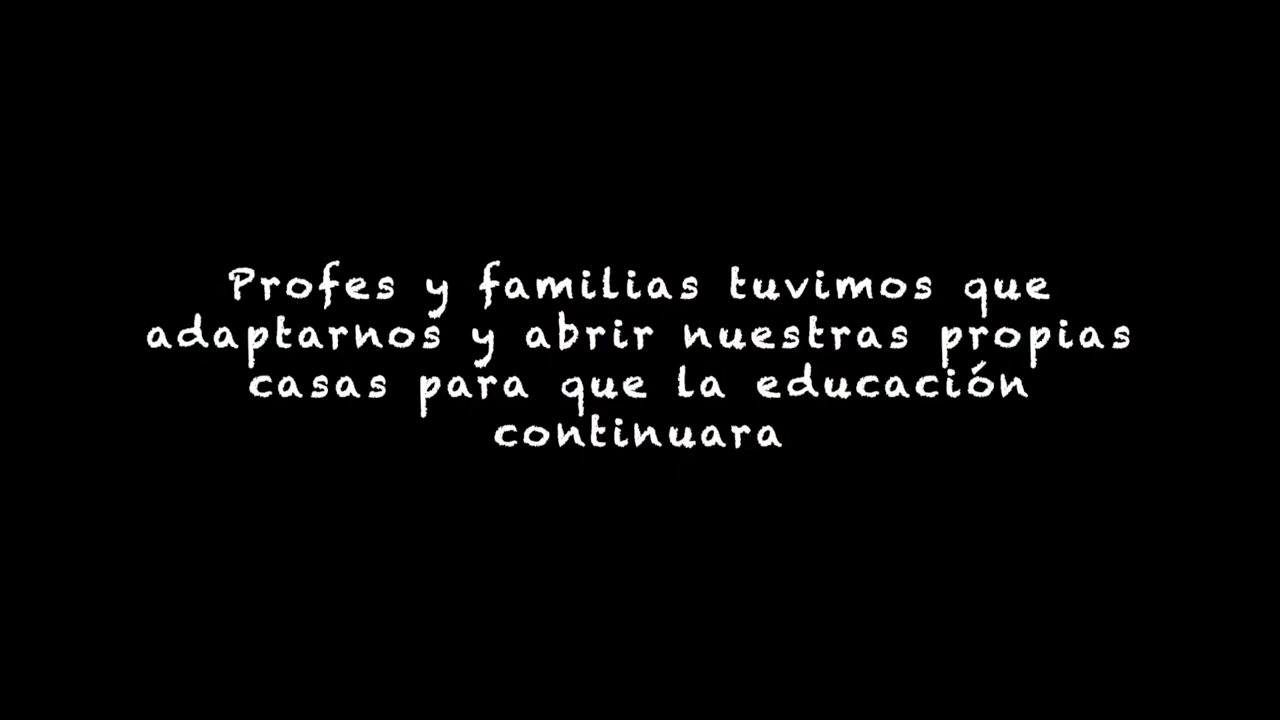 Profes y familias tuvimos que
adaptarnos y abrir nuestras propias
casas para que la educación
continuara